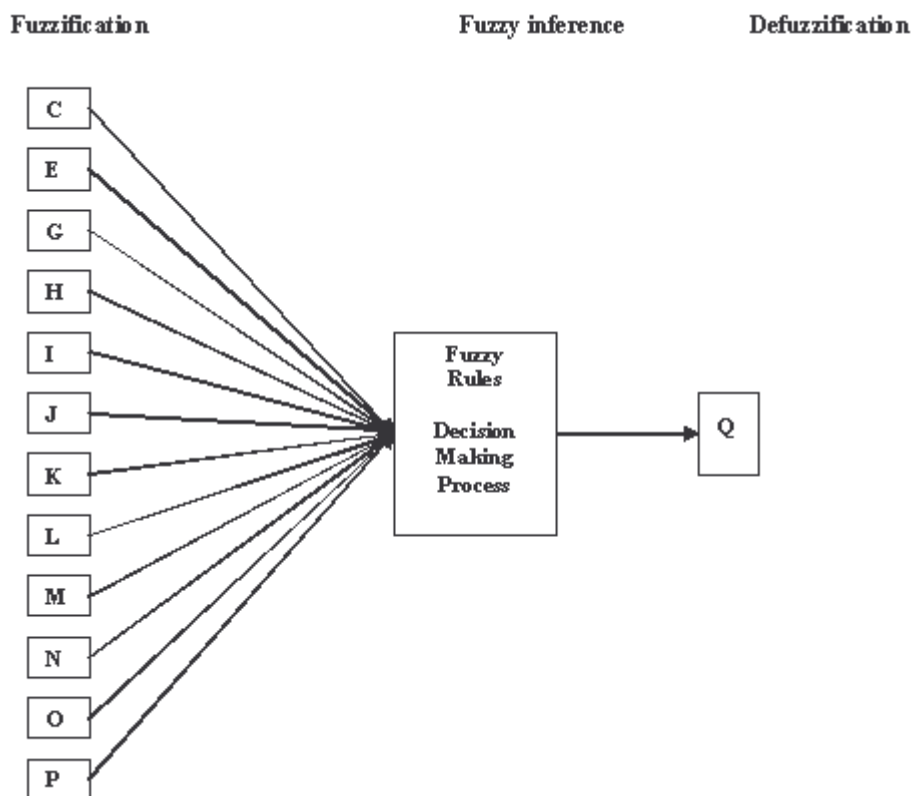 Fuzzification Fuzzy inference Defuzzification
C
E
G
H
I
J
K
L
M
N
O
P
Fuzzy
Rules
Decision
Making
Process
Q